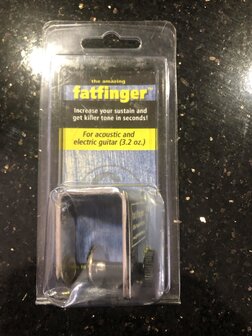 the amazing
fatfinger™
Increase your sustain and
get killer tone in seconds!
For acoustic and
electric guitar (3.2 oz.)